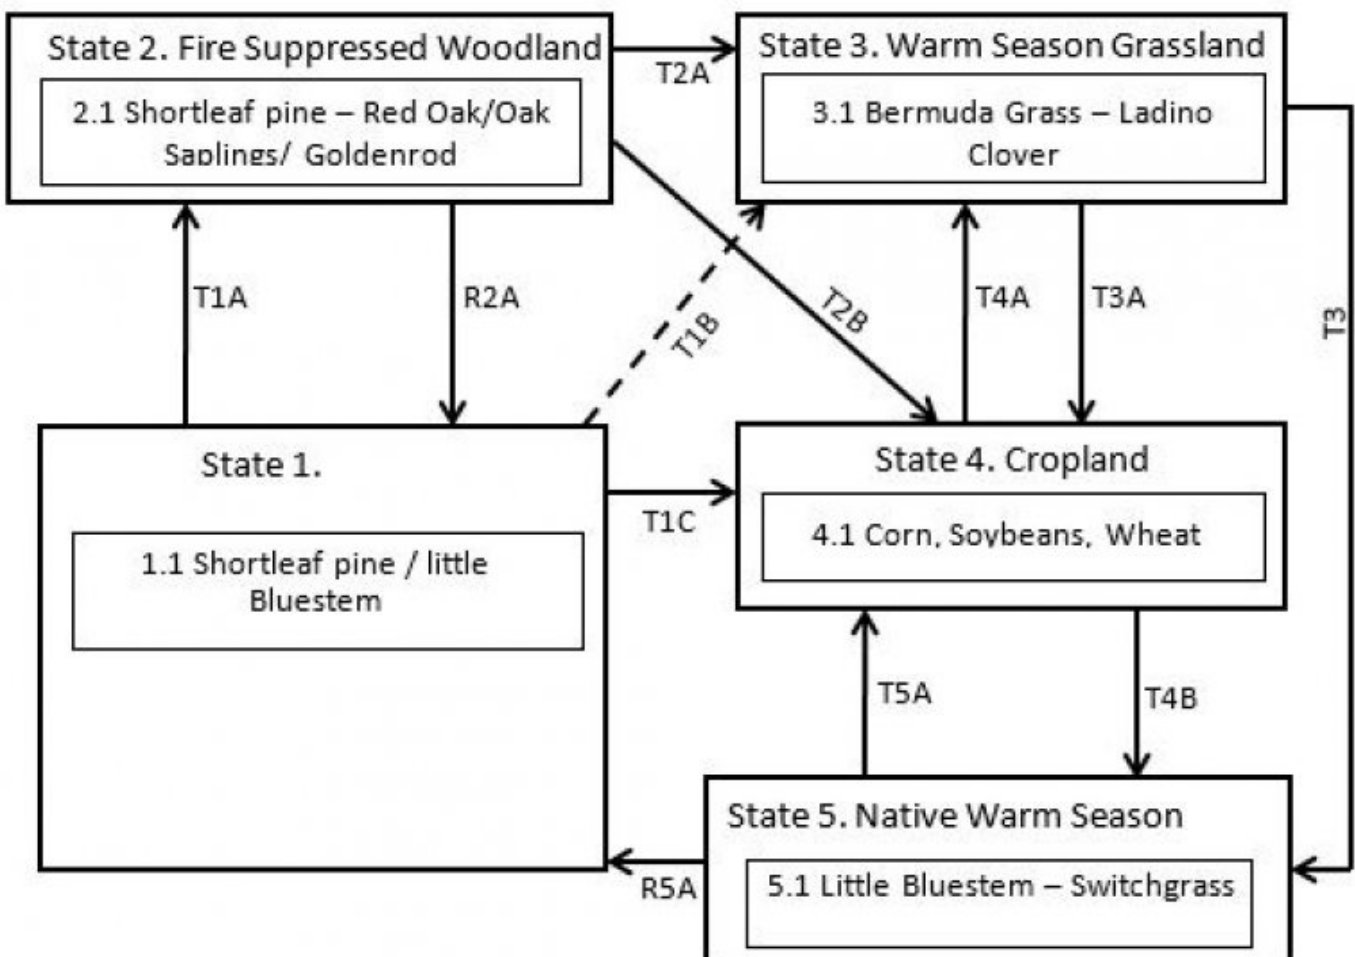 State 2. Fire Suppressed Woodland
2.1 Shortleaf pine – Red Oak/Oak
Saplings/ Goldenrod
T2A
State 3. Warm Season Grassland
3.1 Bermuda Grass – Ladino
Clover
T1A
R2A
T1B
T2B
T4A
T3A
T3
State 1.
1.1 Shortleaf pine / little
Bluestem
T1C
State 4. Cropland
4.1 Corn, Soybeans, Wheat
T5A
T4B
R5A
State 5. Native Warm Season
5.1 Little Bluestem – Switchgrass